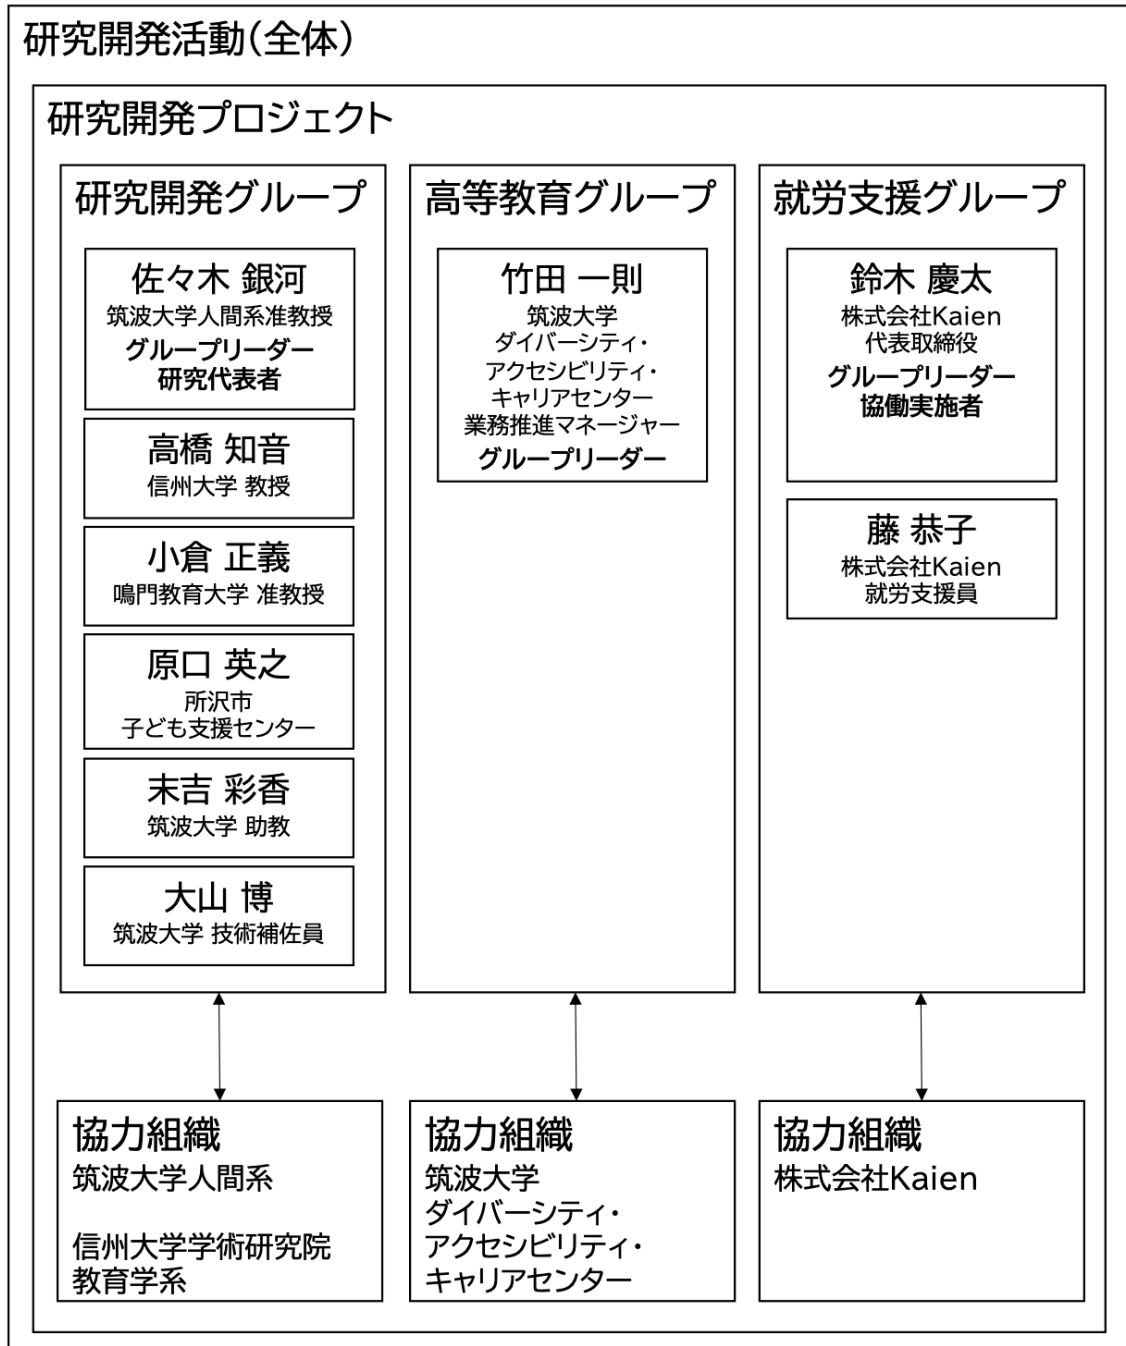 研究開発活動(全体)
研究開発プロジェクト
研究開発グループ
佐々木 銀河
筑波大学人間系准教授
グループリーダー
研究代表者
高橋 知音
信州大学 教授
小倉 正義
鳴門教育大学 准教授
原口 英之
所沢市
子ども支援センター
末吉 彩香
筑波大学 助教
大山 博
筑波大学 技術補佐員
高等教育グループ
竹田 一則
筑波大学
ダイバーシティ・
アクセシビリティ・
キャリアセンター
業務推進マネージャー
グループリーダー
就労支援グループ
鈴木 慶太
株式会社Kaien
代表取締役
グループリーダー
協働実施者
藤 恭子
株式会社Kaien
就労支援員
協力組織
筑波大学人間系
信州大学学術研究院
教育学系
協力組織
筑波大学
ダイバーシティ・
アクセシビリティ・
キャリアセンター
協力組織
株式会社Kaien